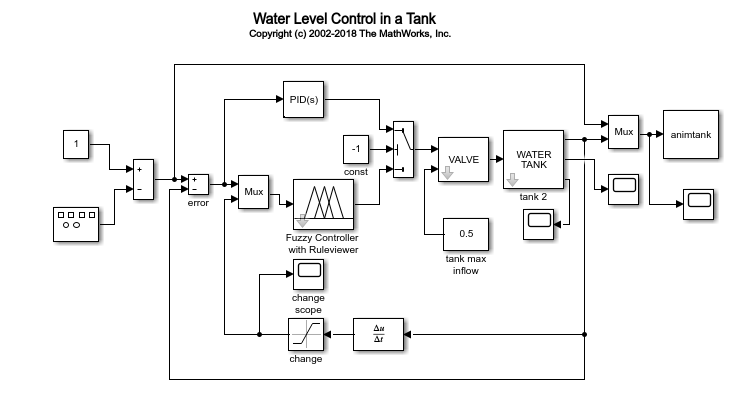 Water Level Control in a Tank
Copyright (c) 2002-2018 The MathWorks, Inc.
PID(s)
1
-1
const
Mux
animtank
+
−
+
−
error
Mux
VALVE
WATER
TANK
tank 2
Fuzzy Controller
with Ruleviewer
0.5
tank max
inflow
change
scope
Δu
Δt
change